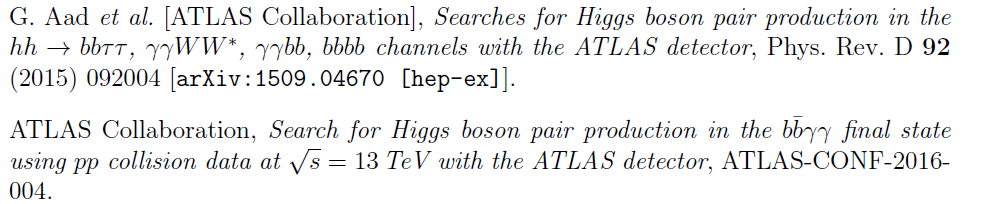 G. Aad et al. [ATLAS Collaboration], Searches for Higgs boson pair production in the
hh → bbττ, γγWW*, γγbb, bbbb channels with the ATLAS detector, Phys. Rev. D 92
(2015) 092004 [arXiv:1509.04670 [hep-ex]].
ATLAS Collaboration, Search for Higgs boson pair production in the bb̄γγ final state
using pp collision data at √s = 13 TeV with the ATLAS detector, ATLAS-CONF-2016-
004.